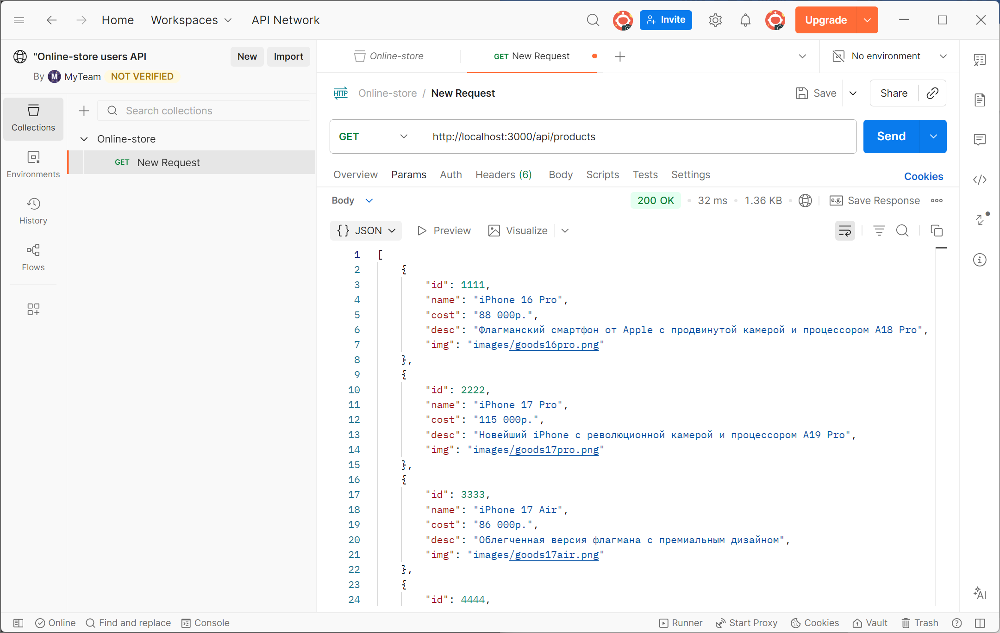 Home Workspaces API Network Invite Upgrade
"Online-store users API New Import
By M MyTeam NOT VERIFIED
Online-store GET New Request No environment
Collections
Environments
History
Flows
Search collections
Online-store
GET New Request
HTTP Online-store / New Request Save Share
GET http://localhost:3000/api/products Send
Overview Params Auth Headers (6) Body Scripts Tests Settings Cookies
Body 200 OK 32 ms 1.36 KB e.g. Save Response
{} JSON Preview Visualize
1 [
2 {
3 "id": 1111,
4 "name": "iPhone 16 Pro",
5 "cost": "88 000р.",
6 "desc": "Флагманский смартфон от Apple с продвинутой камерой и процессором A18 Pro",
7 "img": "images/goods16pro.png"
8 },
9 {
10 "id": 2222,
11 "name": "iPhone 17 Pro",
12 "cost": "115 000р.",
13 "desc": "Новейший iPhone с революционной камерой и процессором A19 Pro",
14 "img": "images/goods17pro.png"
15 },
16 {
17 "id": 3333,
18 "name": "iPhone 17 Air",
19 "cost": "86 000р.",
20 "desc": "Облегченная версия флагмана с премиальным дизайном",
21 "img": "images/goods17air.png"
22 },
23 {
24 "id": 4444,
AI
Online Find and replace Console Runner Start Proxy Cookies Vault Trash